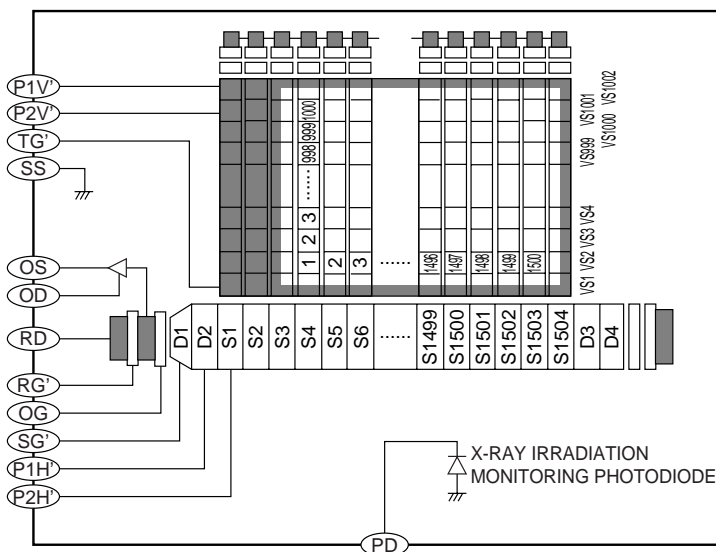 P1V'
P2V'
TG'
SS
OS
OD
RD
RG'
OG
SG'
P1H'
P2H'
1 2 3 ...... 998 999 1000
2
3
......
1496
1497
1498
1499
1500
VS1 VS2 VS3 VS4
VS999 VS1000 VS1001 VS1002
D1 D2 S1 S2 S3 S4 S5 S6 ...... S1499 S1500 S1501 S1502 S1503 S1504 D3 D4
X-RAY IRRADIATION
MONITORING PHOTODIODE
PD